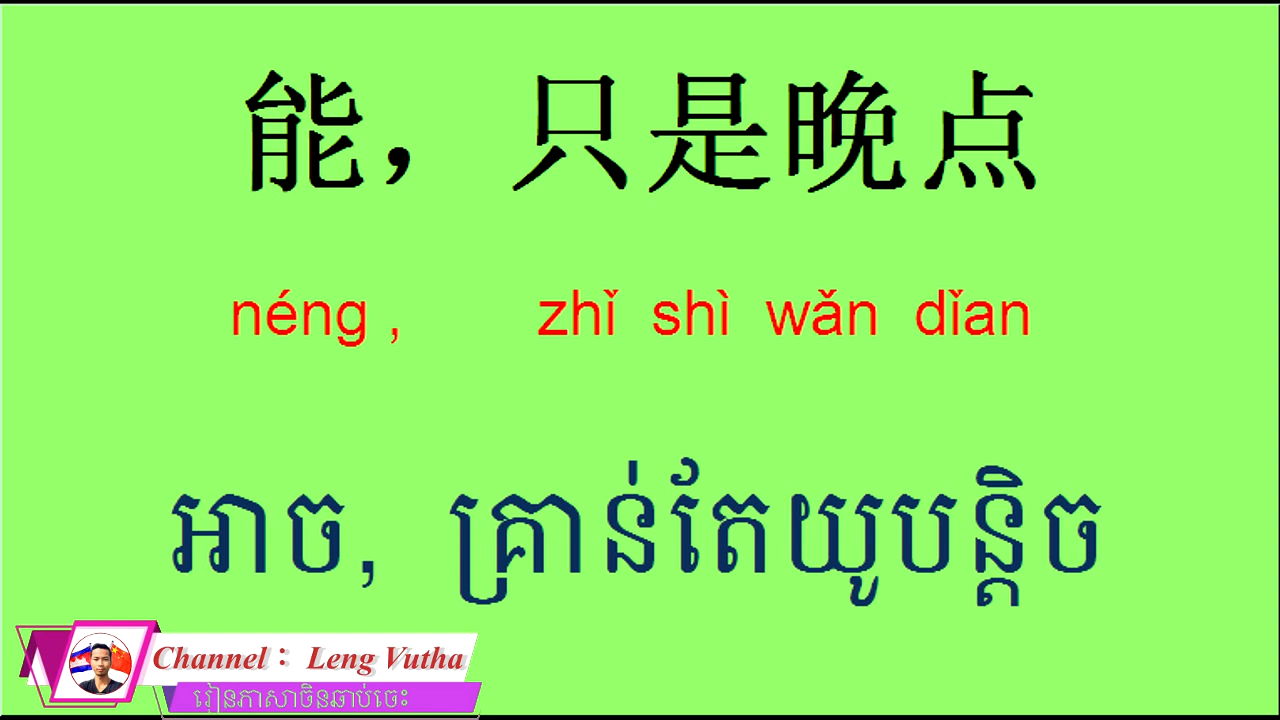 能，只是晚点
néng , zhǐ shì wǎn dǐan
អាច, គ្រាន់តែយូបន្តិច
Channel： Leng Vutha
រៀនភាសាចិនឆាប់ចេះ